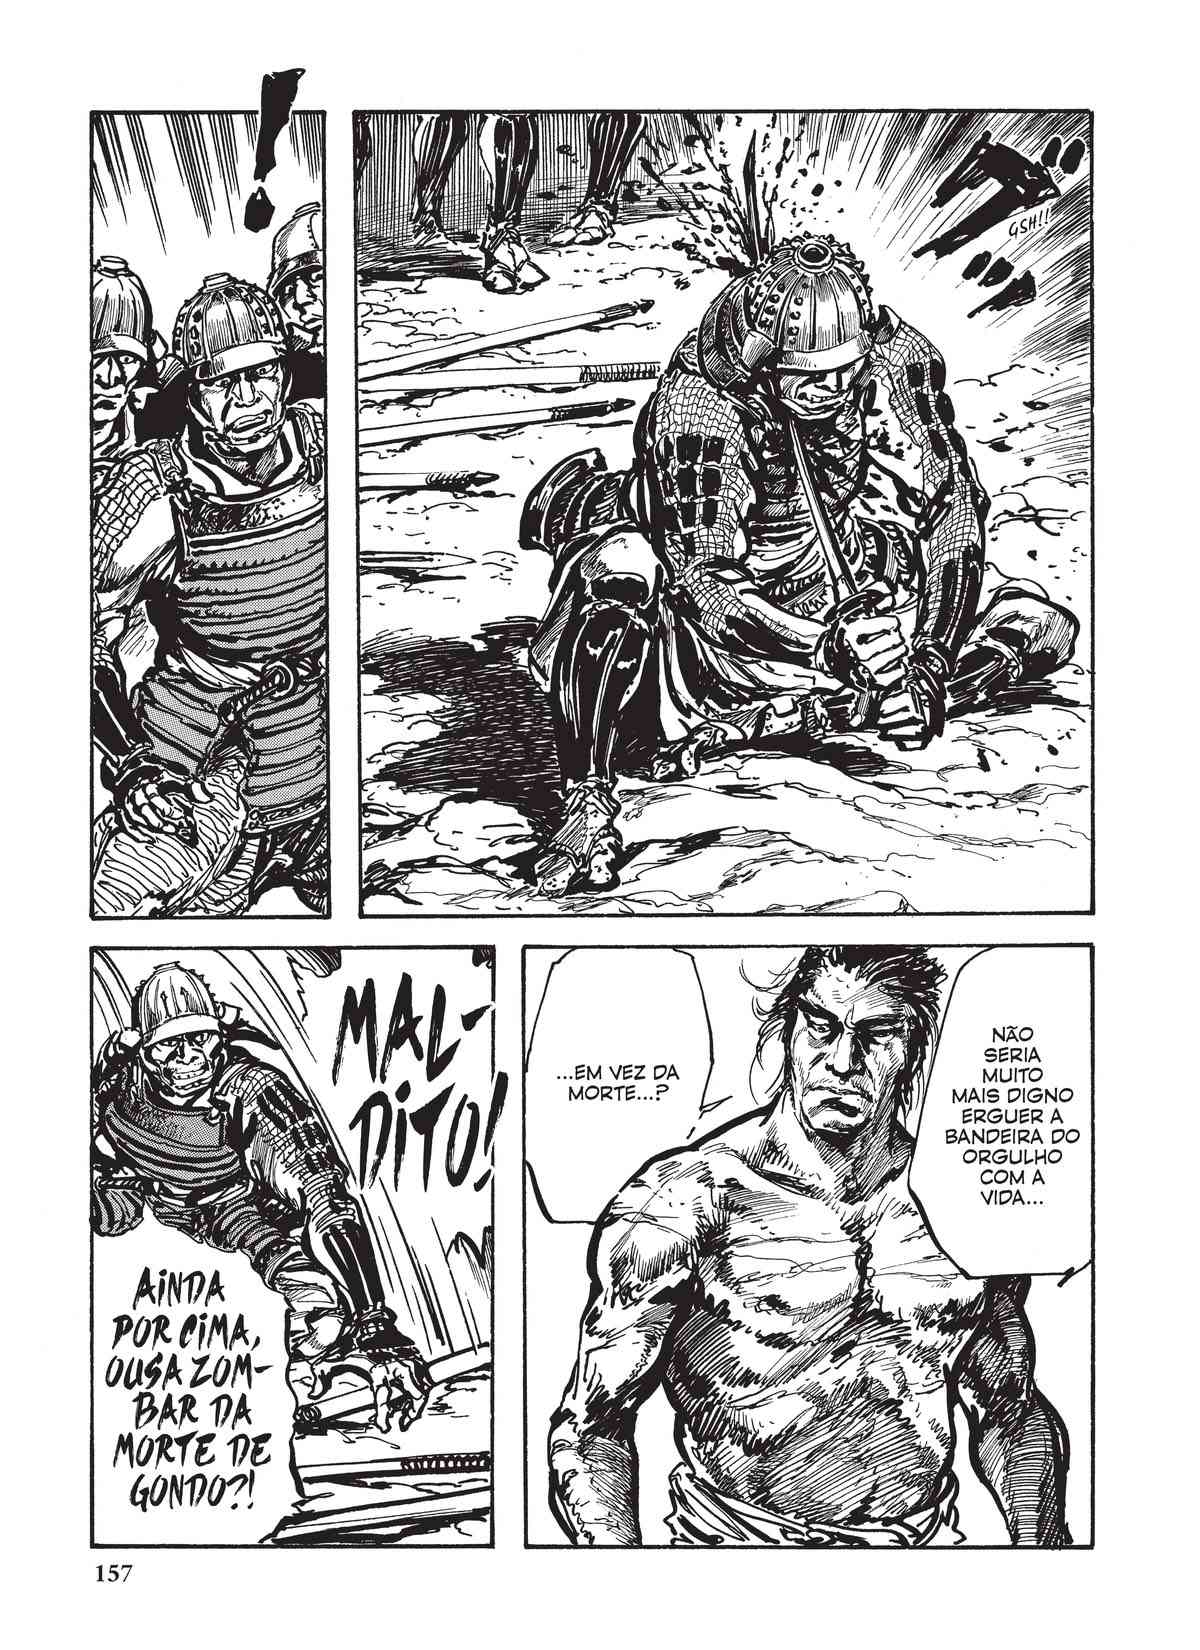 !
GSH!!
NÃO
SERIA
MUITO
MAIS DIGNO
ERGUER A
BANDEIRA DO
ORGULHO
COM A
VIDA...
...EM VEZ DA
MORTE...?
MAL-
DITO!
AINDA
POR CIMA,
OUSA ZOM-
BAR DA
MORTE DE
GONDO?!
157